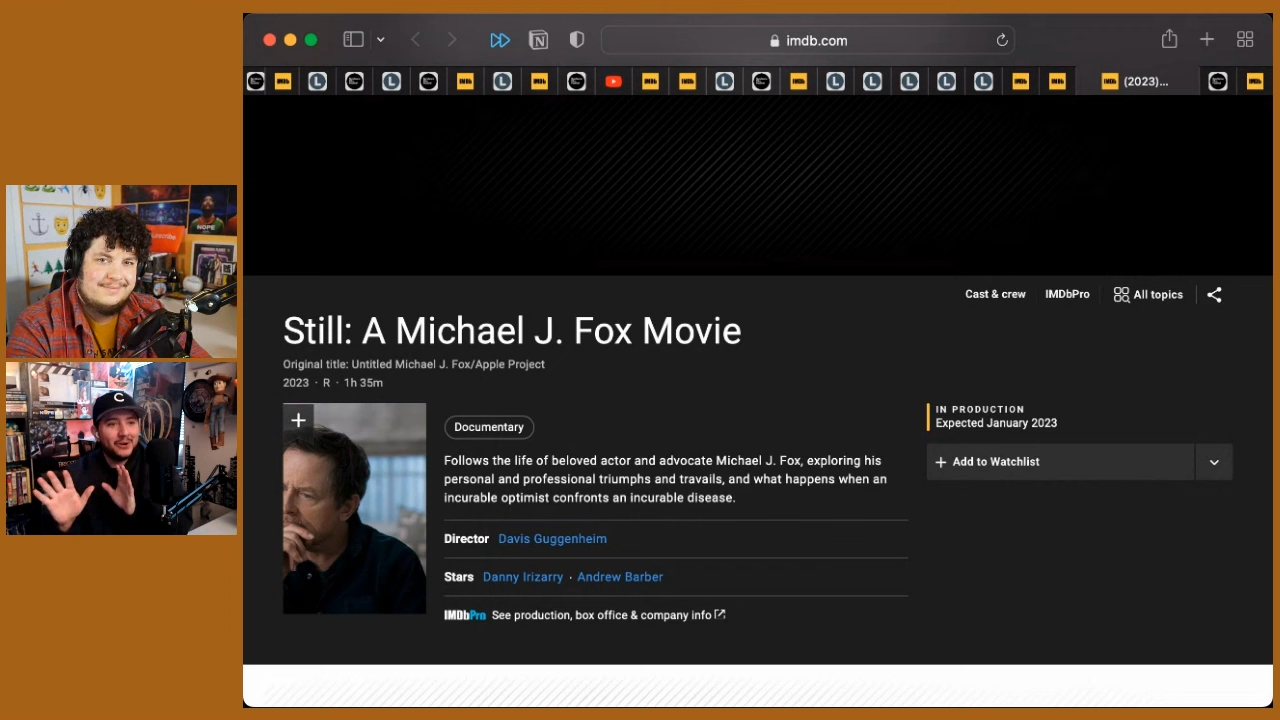 imdb.com
(2023)...
Cast & crew
IMDbPro
All topics
Still: A Michael J. Fox Movie
Original title: Untitled Michael J. Fox/Apple Project
2023 · R · 1h 35m
IN PRODUCTION
Expected January 2023
+ Add to Watchlist
Documentary
Follows the life of beloved actor and advocate Michael J. Fox, exploring his
personal and professional triumphs and travails, and what happens when an
incurable optimist confronts an incurable disease.
Director Davis Guggenheim
Stars Danny Irizarry · Andrew Barber
IMDbPro See production, box office & company info
NOPE
C